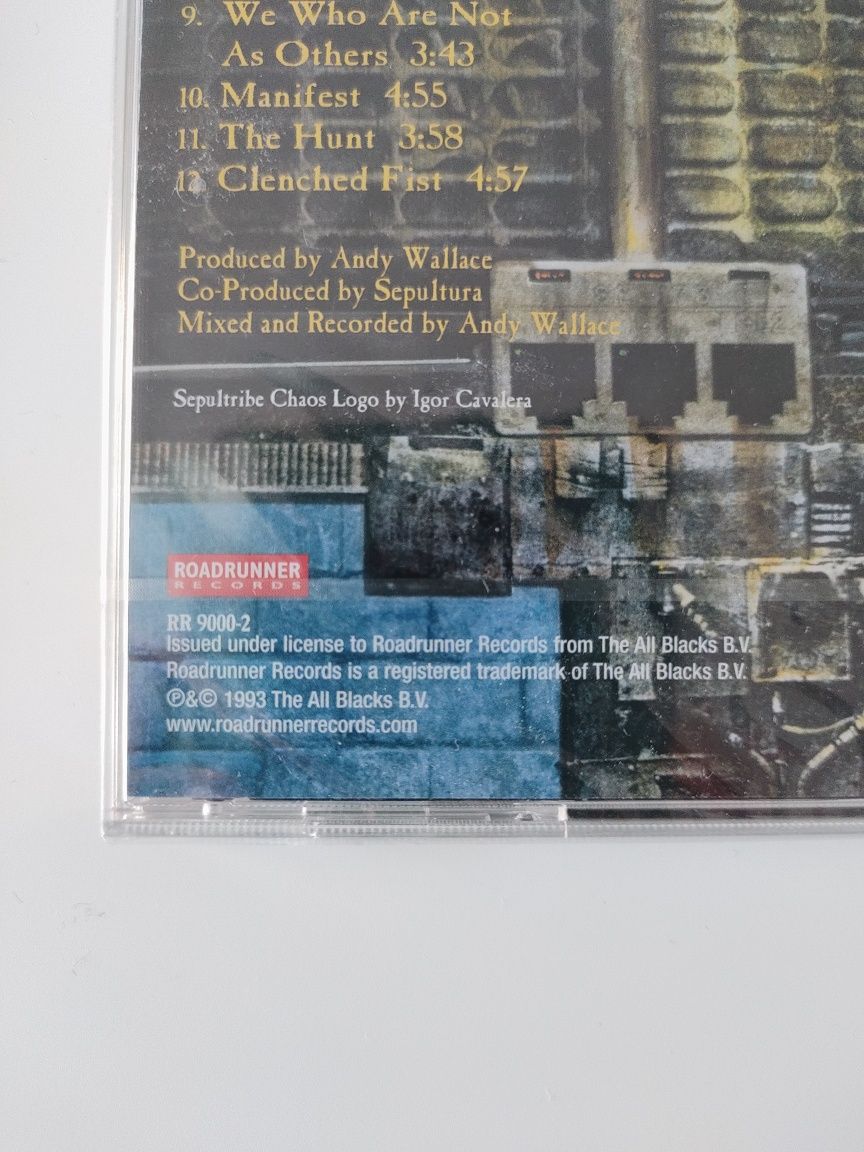 9. We Who Are Not
As Others 3:43
10. Manifest 4:55
11. The Hunt 3:58
12. Clenched Fist 4:57
Produced by Andy Wallace
Co-Produced by Sepultura
Mixed and Recorded by Andy Wallace
Sepultribe Chaos Logo by Igor Cavalera
ROADRUNNER
RECORDS
RR 9000-2
Issued under license to Roadrunner Records from The All Blacks B.V.
Roadrunner Records is a registered trademark of The All Blacks B.V.
℗&© 1993 The All Blacks B.V.
www.roadrunnerrecords.com